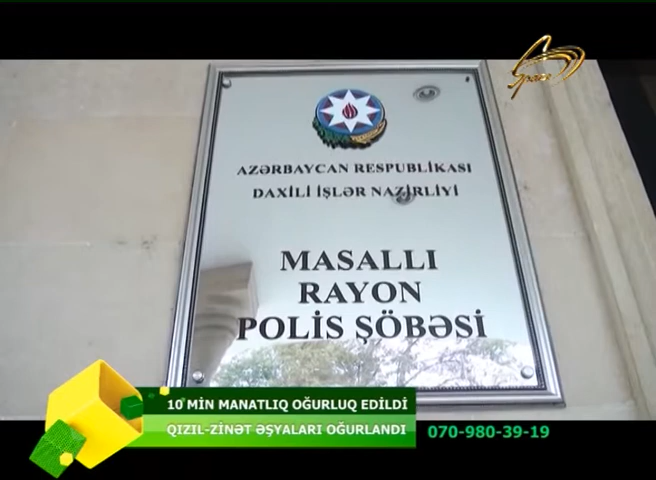 Space
AZƏRBAYCAN RESPUBLİKASI
DAXİLİ İŞLƏR NAZİRLİYİ
MASALLI
RAYON
POLİS ŞÖBƏSİ
10 MİN MANATLIQ OĞURLUQ EDİLDİ
QIZIL-ZİNƏT ƏŞYALARI OĞURLANDI
070-980-39-19